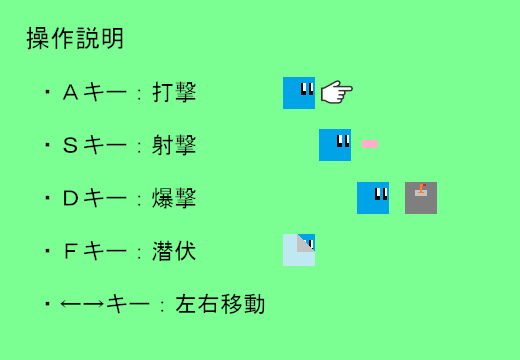 操作説明
・Ａキー：打撃
・Ｓキー：射撃
・Ｄキー：爆撃
・Ｆキー：潜伏
・←→キー：左右移動